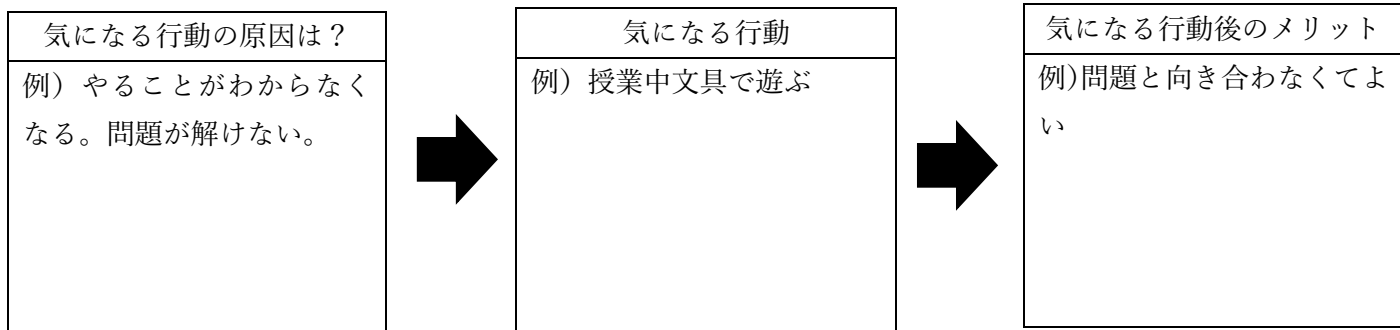 気になる行動の原因は？
例）やることがわからなく
なる。問題が解けない。
気になる行動
例）授業中文具で遊ぶ
気になる行動後のメリット
例)問題と向き合わなくてよ
い